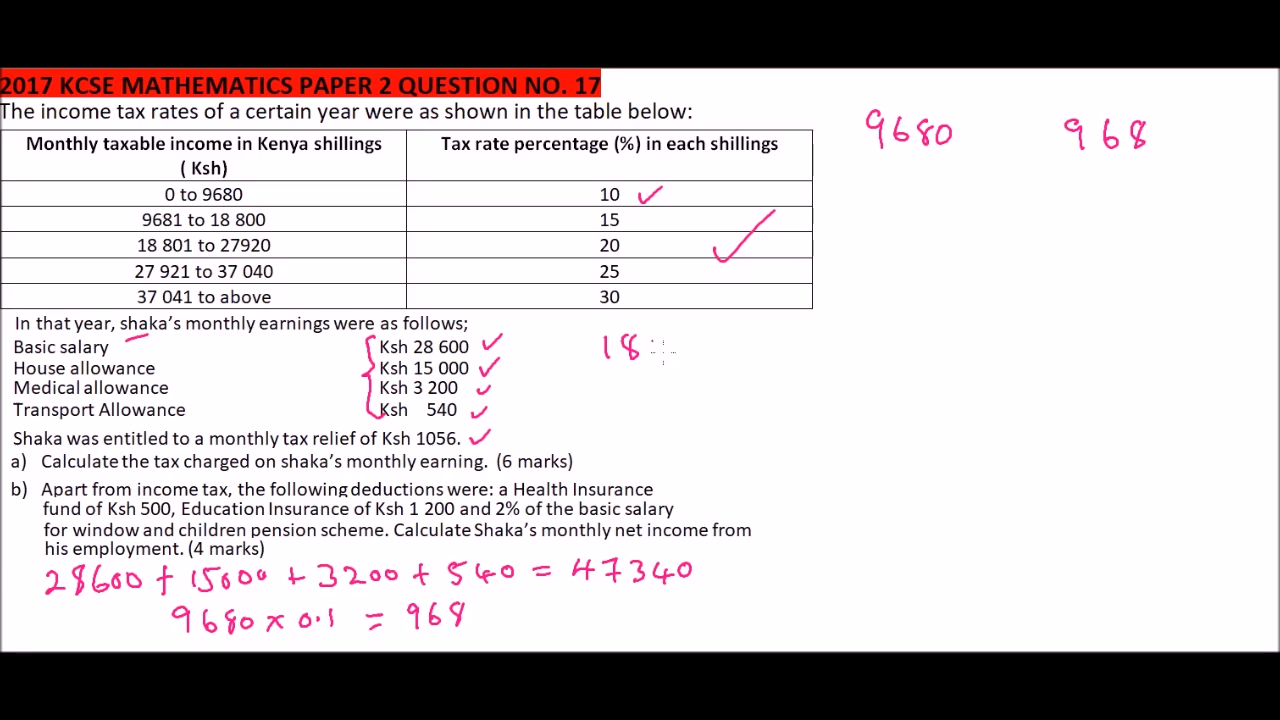 2017 KCSE MATHEMATICS PAPER 2 QUESTION NO. 17
The income tax rates of a certain year were as shown in the table below:
9680 968
Monthly taxable income in Kenya shillings ( Ksh) Tax rate percentage (%) in each shillings
0 to 9680 10 ✓
9681 to 18 800 15
18 801 to 27920 20 ✓
27 921 to 37 040 25
37 041 to above 30
In that year, shaka's monthly earnings were as follows;
Basic salary Ksh 28 600 ✓ 18
House allowance Ksh 15 000 ✓
Medical allowance Ksh 3 200 ✓
Transport Allowance Ksh 540 ✓
Shaka was entitled to a monthly tax relief of Ksh 1056. ✓
a) Calculate the tax charged on shaka's monthly earning. (6 marks)
b) Apart from income tax, the following deductions were: a Health Insurance
fund of Ksh 500, Education Insurance of Ksh 1 200 and 2% of the basic salary
for window and children pension scheme. Calculate Shaka's monthly net income from
his employment. (4 marks)
28600 + 15000 + 3200 + 540 = 47340
9680 x 0.1 = 968